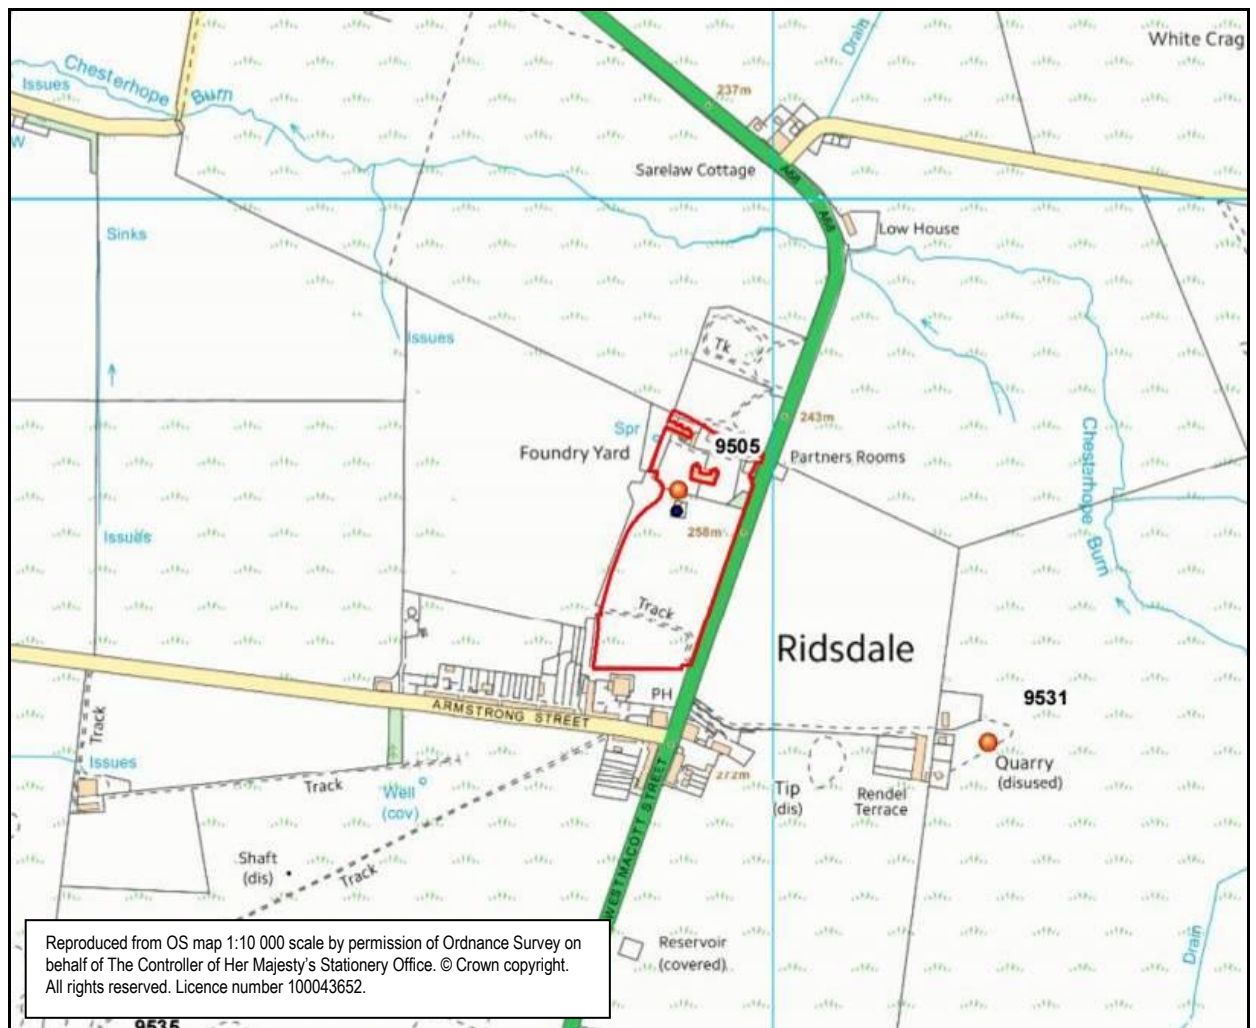 White Crag
Drain
Chesterhope
Issues
Burn
237m
W
Sarelaw Cottage
A68
A68
Low House
Sinks
Issues
Tk
243m
Spr
9505
Foundry Yard
Partners Rooms
Chesterhope Burn
258m
Issues
Track
Ridsdale
PH
9531
ARMSTRONG STREET
Track
Issues
Quarry
(disused)
272m
Track
Well
(cov)
Tip
(dis)
Rendel
Terrace
Shaft
(dis)
Track
WESTMACOTT STREET
Reservoir
(covered)
Drain
Reproduced from OS map 1:10 000 scale by permission of Ordnance Survey on
behalf of The Controller of Her Majesty's Stationery Office. © Crown copyright.
All rights reserved. Licence number 100043652.
9535